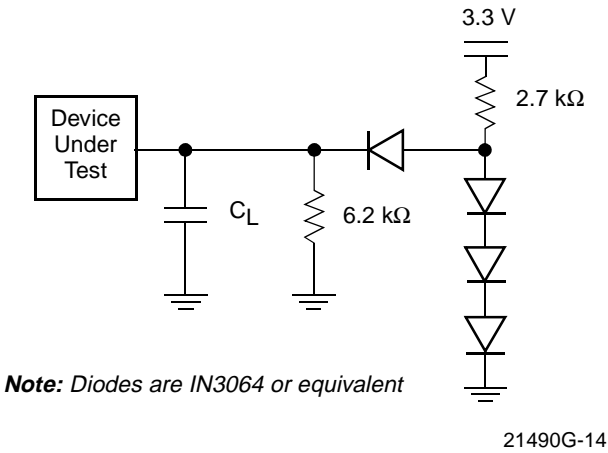 3.3 V
2.7 kΩ
Device
Under
Test
CL
6.2 kΩ
Note: Diodes are IN3064 or equivalent
21490G-14